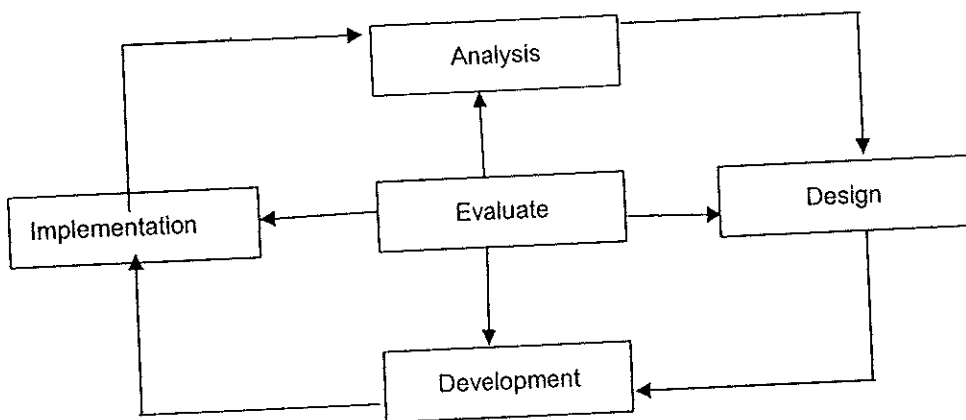 Analysis
Implementation
Evaluate
Design
Development